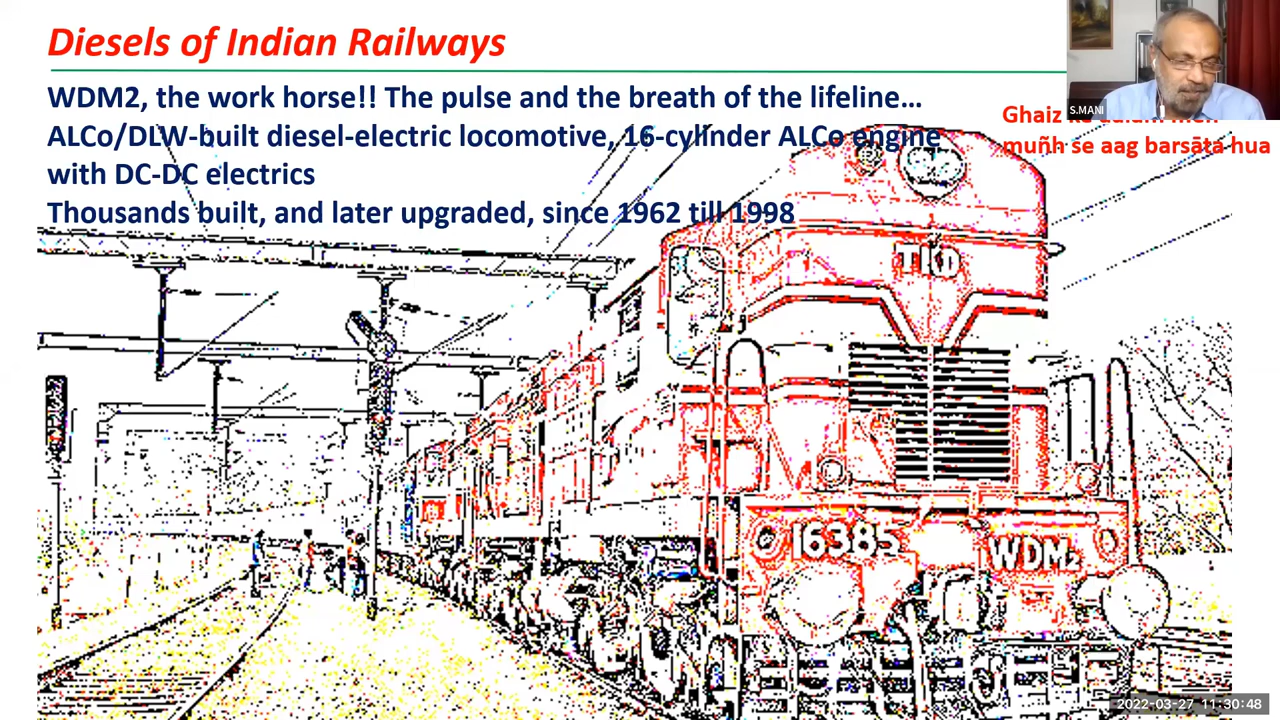 Diesels of Indian Railways
WDM2, the work horse!! The pulse and the breath of the lifeline…
ALCo/DLW-built diesel-electric locomotive, 16-cylinder ALCo engine
with DC-DC electrics
Thousands built, and later upgraded, since 1962 till 1998
S.MANI
Ghaiz
muñh se aag barsāta hua
TKD
16385
WDM2
2022-03-27 11:30:48